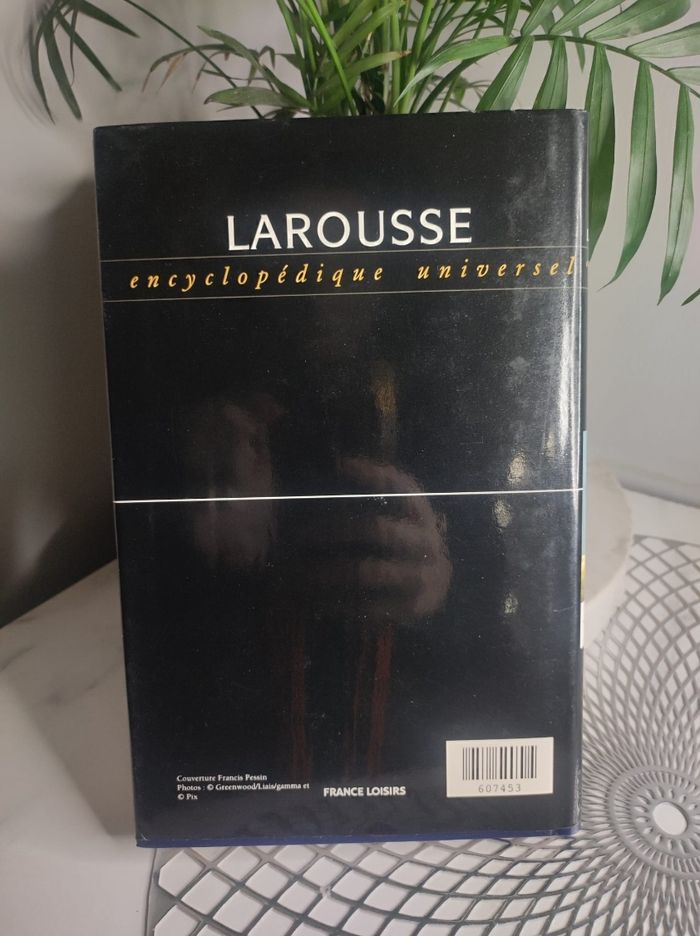 LAROUSSE
encyclopédique universel
Couverture Francis Pessin
Photos : © Greenwood/Liais/gamma et
© Pix
FRANCE LOISIRS
607453